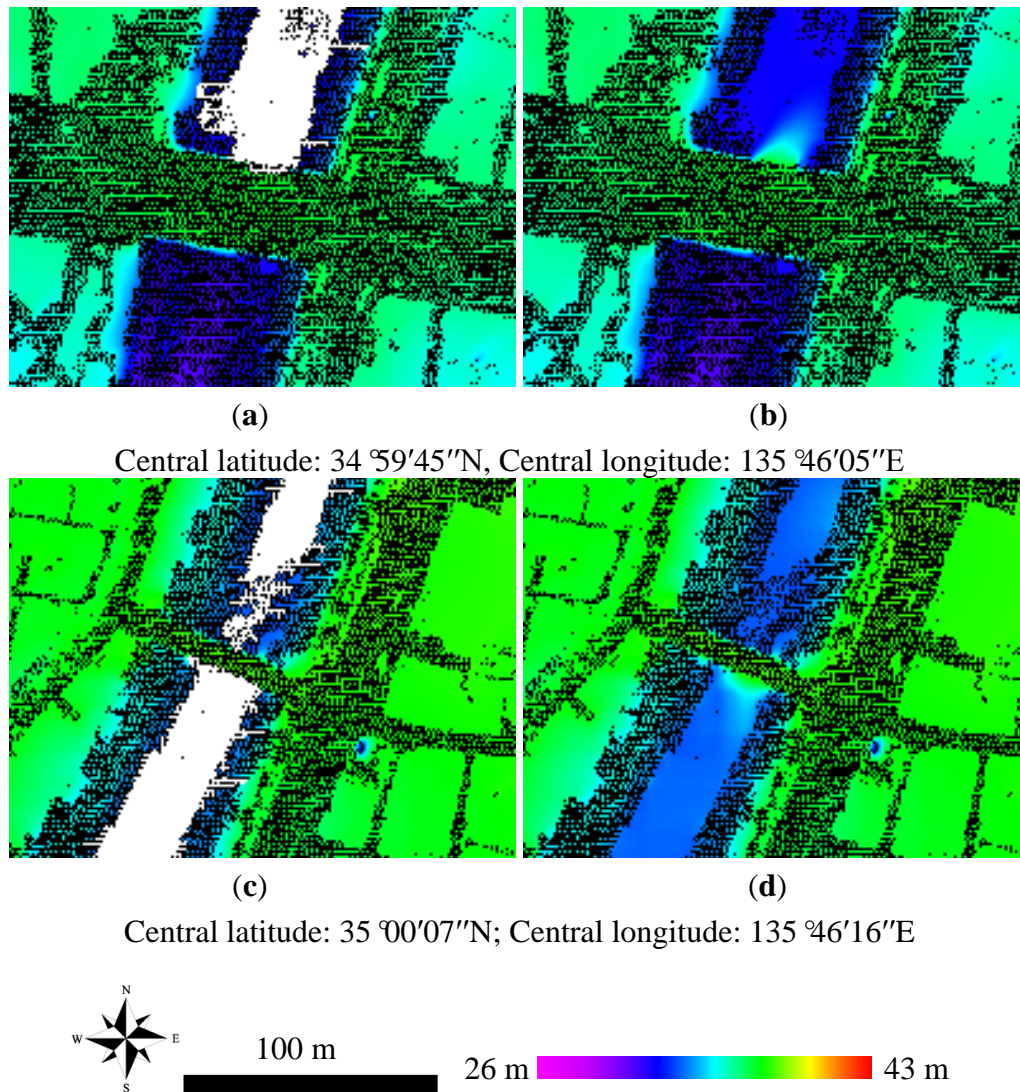 (a) (b)
Central latitude: 34 °59′45″N, Central longitude: 135 °46′05″E
(c) (d)
Central latitude: 35 °00′07″N; Central longitude: 135 °46′16″E
N
W E
S
100 m
26 m 43 m